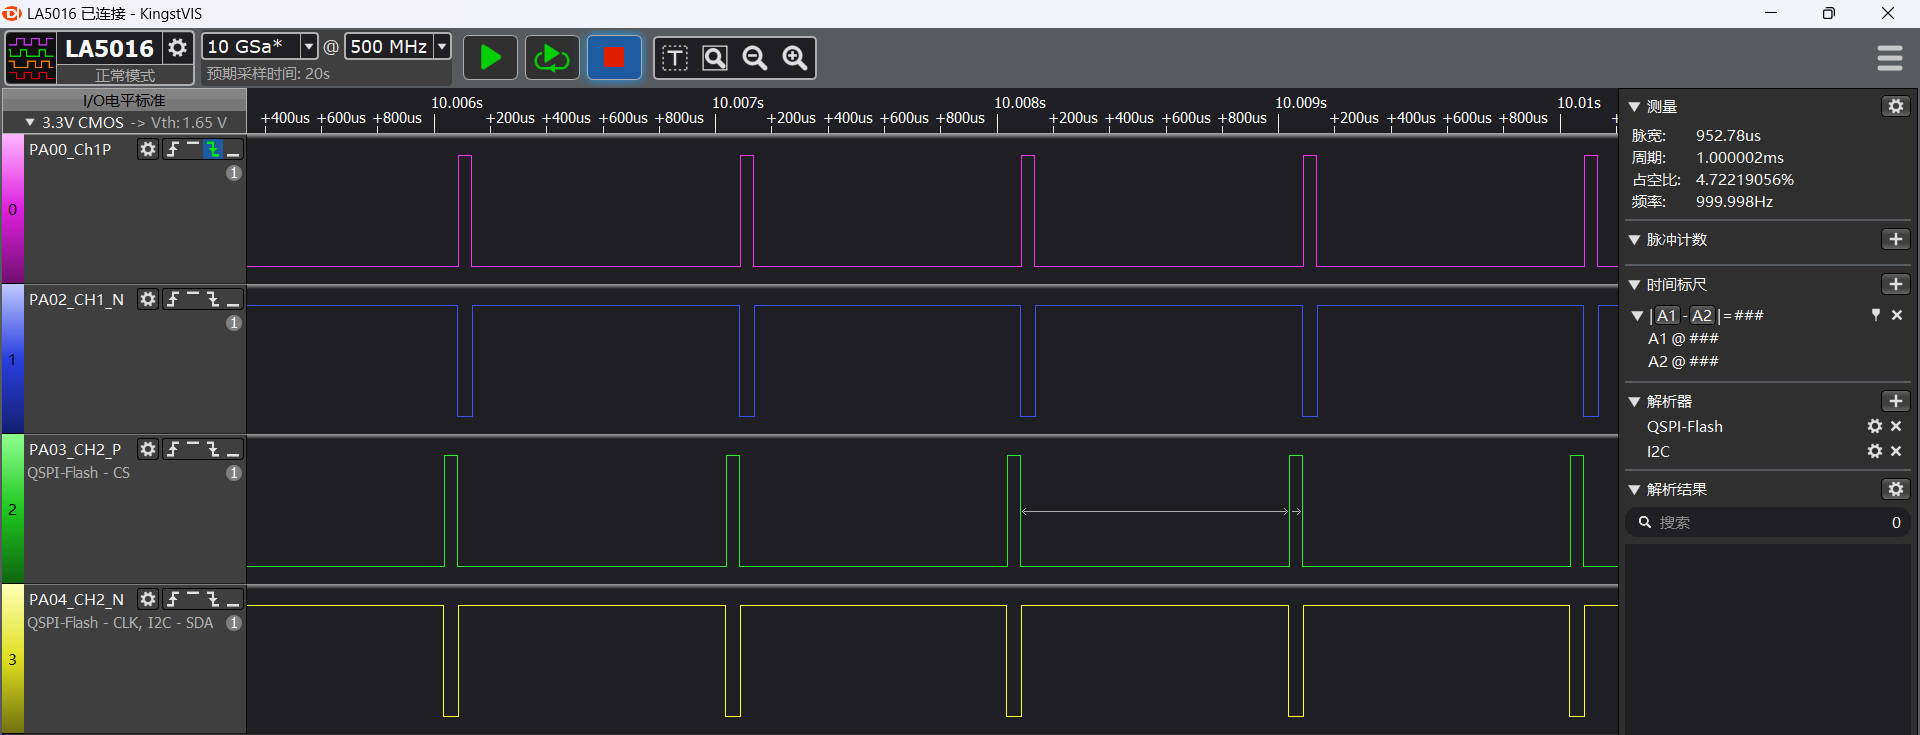 LA5016 已连接 - KingstVIS
LA5016
正常模式
10 GSa* @ 500 MHz
预期采样时间: 20s
I/O电平标准
3.3V CMOS -> Vth: 1.65 V
10.006s 10.007s 10.008s 10.009s 10.01s
+400us +600us +800us +200us +400us +600us +800us +200us +400us +600us +800us +200us +400us +600us +800us +200us +400us +600us +800us +
PA00_Ch1P
1
0
PA02_CH1_N
1
1
PA03_CH2_P
QSPI-Flash - CS 1
2
PA04_CH2_N
QSPI-Flash - CLK, I2C - SDA 1
3
测量
脉宽: 952.78us
周期: 1.000002ms
占空比: 4.72219056%
频率: 999.998Hz
脉冲计数
时间标尺
|A1 - A2|=###
A1 @ ###
A2 @ ###
解析器
QSPI-Flash
I2C
解析结果
搜索 0